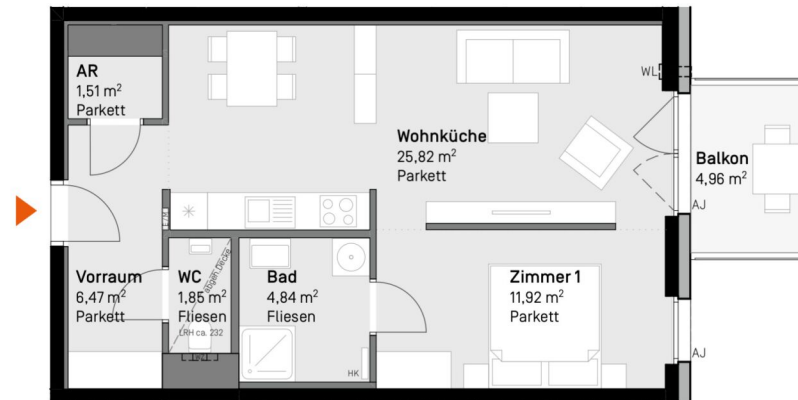 AR
1,51 m²
Parkett
WL
Wohnküche
25,82 m²
Parkett
Balkon
4,96 m²
AJ
Vorraum
6,47 m²
Parkett
WC
1,85 m²
Fliesen
LRH ca. 232
abgeh. Decke
Bad
4,84 m²
Fliesen
HK
Zimmer 1
11,92 m²
Parkett
AJ